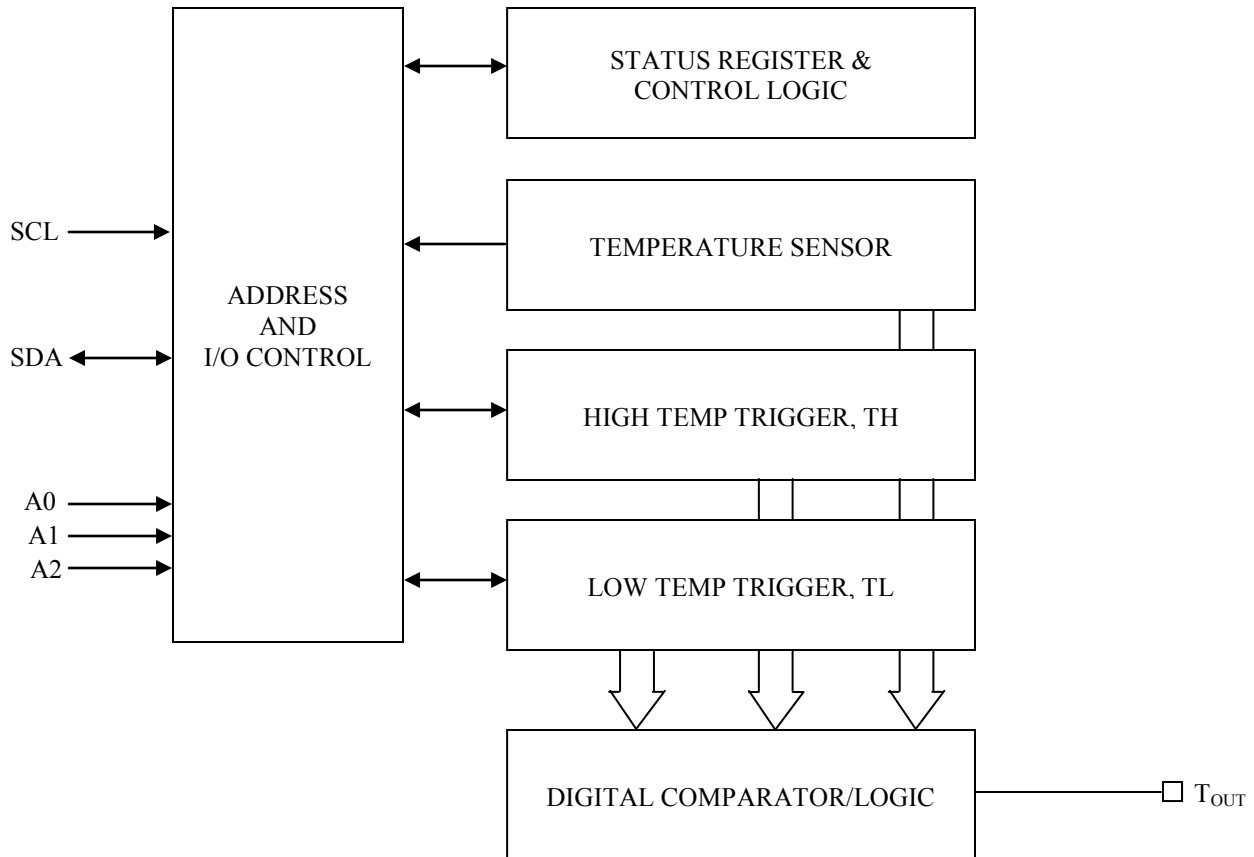 STATUS REGISTER &
CONTROL LOGIC
SCL
TEMPERATURE SENSOR
ADDRESS
AND
I/O CONTROL
SDA
HIGH TEMP TRIGGER, TH
A0
A1
A2
LOW TEMP TRIGGER, TL
DIGITAL COMPARATOR/LOGIC
TOUT